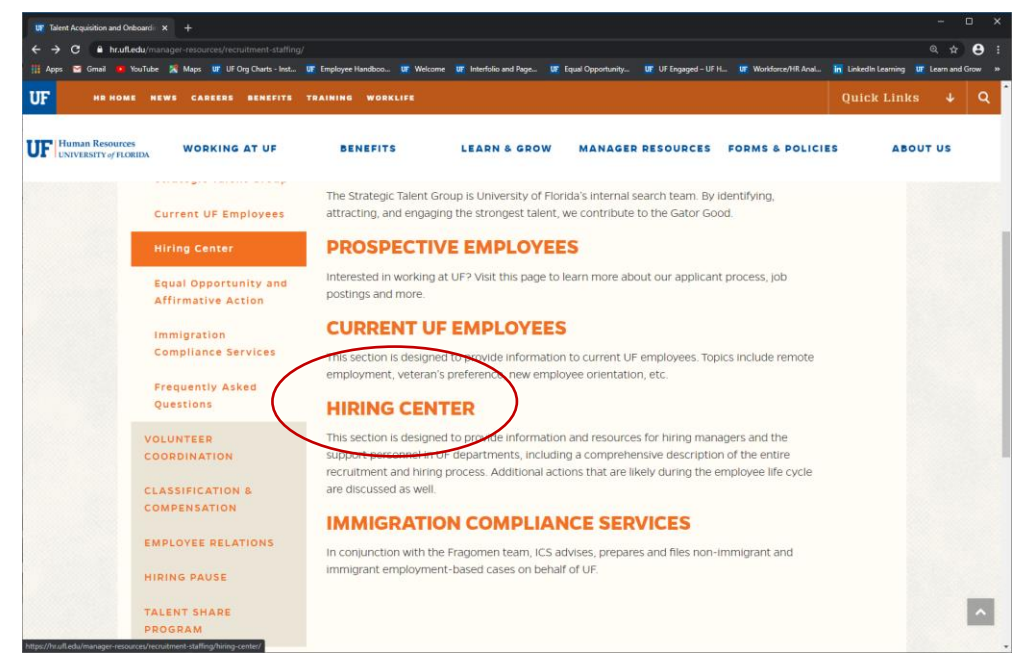 UF Talent Acquisition and Onboardi
hr.ufl.edu/manager-resources/recruitment-staffing/
Apps Gmail YouTube Maps UF Org Charts - Inst... Employee Handboo... Welcome Interfolio and Page... Equal Opportunity... UF Engaged – UF H... Workforce/HR Anal... LinkedIn Learning Learn and Grow »
UF HR HOME NEWS CAREERS BENEFITS TRAINING WORKLIFE Quick Links
UF Human Resources
UNIVERSITY of FLORIDA
WORKING AT UF BENEFITS LEARN & GROW MANAGER RESOURCES FORMS & POLICIES ABOUT US
Current UF Employees
Hiring Center
Equal Opportunity and
Affirmative Action
Immigration
Compliance Services
Frequently Asked
Questions
VOLUNTEER
COORDINATION
CLASSIFICATION &
COMPENSATION
EMPLOYEE RELATIONS
HIRING PAUSE
TALENT SHARE
PROGRAM
The Strategic Talent Group is University of Florida's internal search team. By identifying,
attracting, and engaging the strongest talent, we contribute to the Gator Good.
PROSPECTIVE EMPLOYEES
Interested in working at UF? Visit this page to learn more about our applicant process, job
postings and more.
CURRENT UF EMPLOYEES
This section is designed to provide information to current UF employees. Topics include remote
employment, veteran's preference, new employee orientation, etc.
HIRING CENTER
This section is designed to provide information and resources for hiring managers and the
support personnel in UF departments, including a comprehensive description of the entire
recruitment and hiring process. Additional actions that are likely during the employee life cycle
are discussed as well.
IMMIGRATION COMPLIANCE SERVICES
In conjunction with the Fragomen team, ICS advises, prepares and files non-immigrant and
immigrant employment-based cases on behalf of UF.
https://hr.ufl.edu/manager-resources/recruitment-staffing/hiring-center/